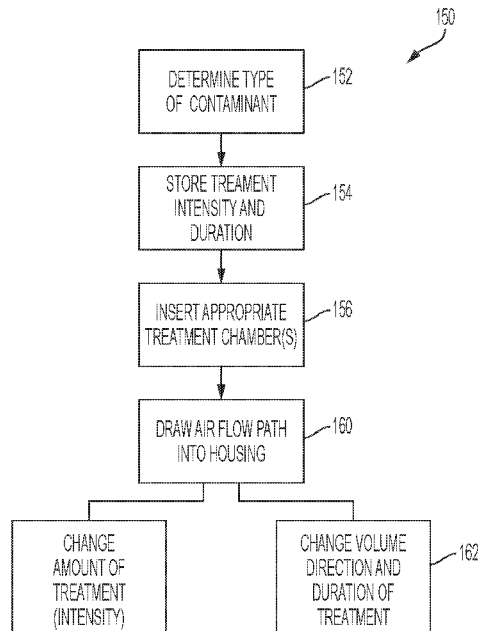 150
DETERMINE TYPE
OF CONTAMINANT
152
STORE TREAMENT
INTENSITY AND
DURATION
154
INSERT APPROPRIATE
TREATMENT CHAMBER(S)
156
DRAW AIR FLOW PATH
INTO HOUSING
160
CHANGE
AMOUNT OF
TREATMENT
(INTENSITY)
CHANGE VOLUME
DIRECTION AND
DURATION OF
TREATMENT
162